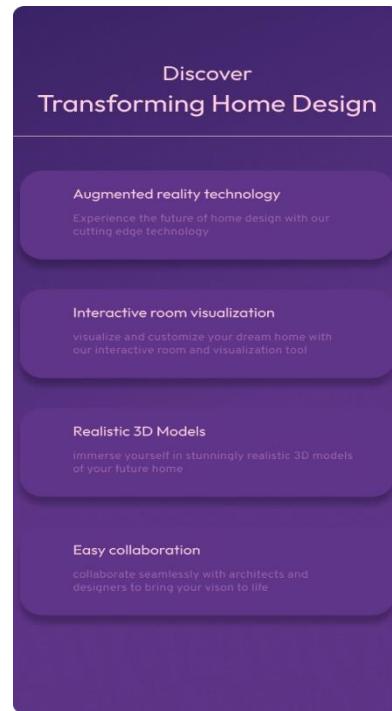 Discover
Transforming Home Design
Augmented reality technology
Experience the future of home design with our
cutting edge technology
Interactive room visualization
visualize and customize your dream home with
our interactive room and visualization tool
Realistic 3D Models
immerse yourself in stunningly realistic 3D models
of your future home
Easy collaboration
collaborate seamlessly with architects and
designers to bring your vison to life